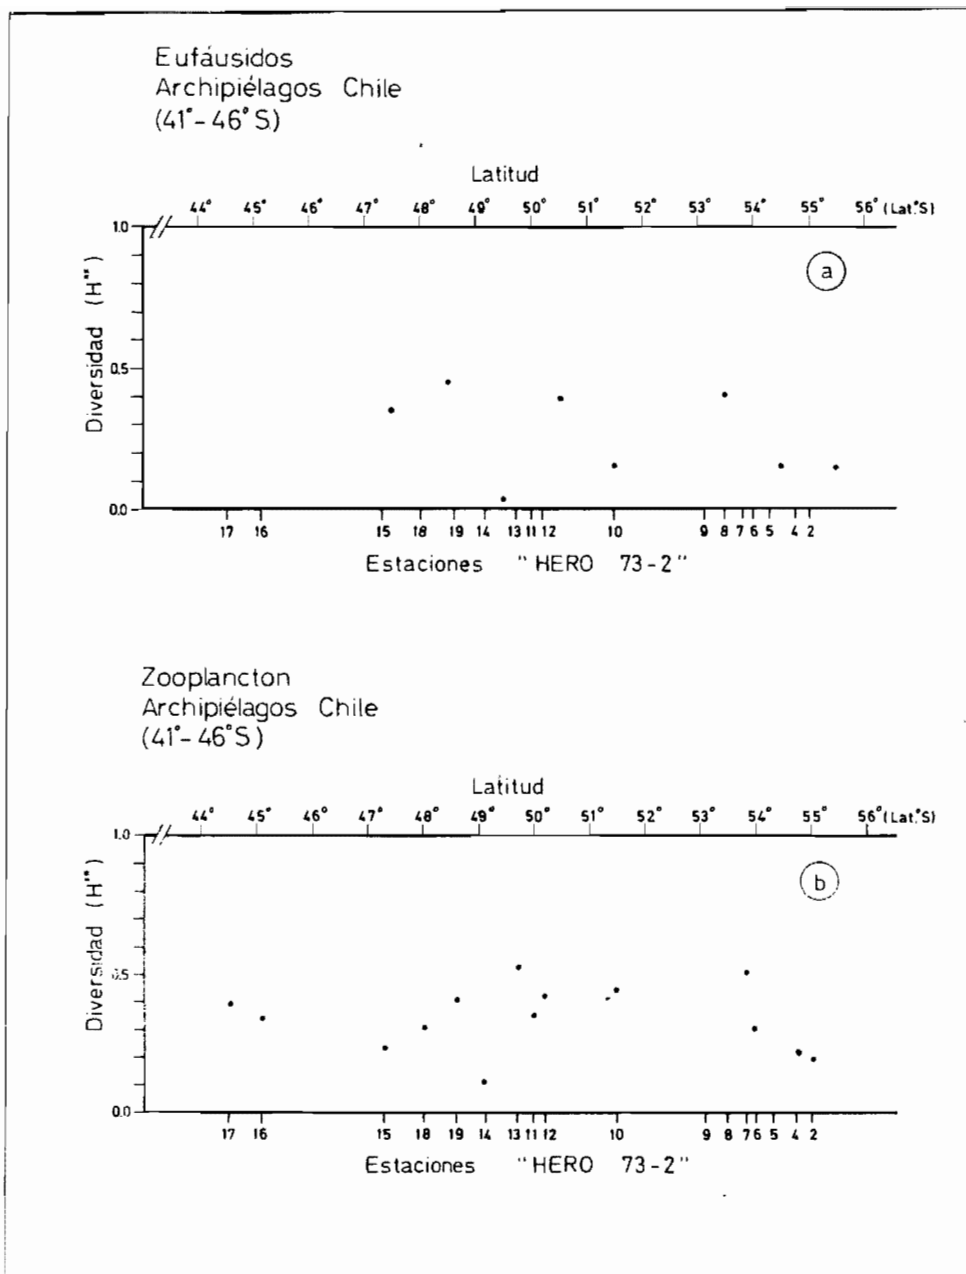 Eufáusidos
Archipiélagos Chile
(41°-46°S)
Latitud
44° 45° 46° 47° 48° 49° 50° 51° 52° 53° 54° 55° 56° (Lat.°S)
1.0
a
Diversidad (H")
0.5
0.0
17 16 15 18 19 14 13 11 12 10 9 8 7 6 5 4 2
Estaciones "HERO 73-2"
Zooplancton
Archipiélagos Chile
(41°-46°S)
Latitud
44° 45° 46° 47° 48° 49° 50° 51° 52° 53° 54° 55° 56° (Lat.°S)
1.0
b
Diversidad (H")
0.5
0.0
17 16 15 18 19 14 13 11 12 10 9 8 7 6 5 4 2
Estaciones "HERO 73-2"